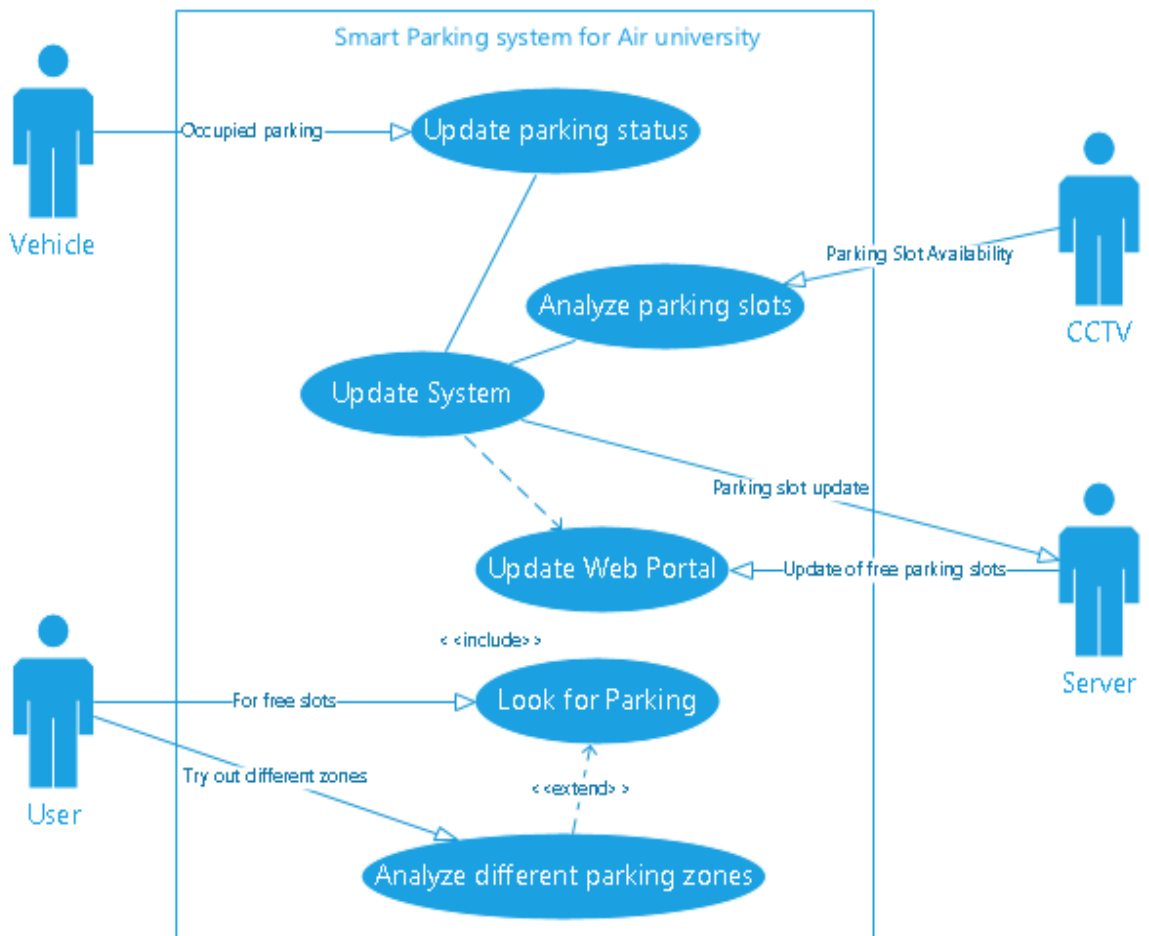 Smart Parking system for Air university
Occupied parking
Update parking status
Vehicle
Parking Slot Availability
Analyze parking slots
CCTV
Update System
Parking slot update
Update Web Portal
Update of free parking slots
< <include> >
Server
For free slots
Look for Parking
Try out different zones
< <extend> >
User
Analyze different parking zones